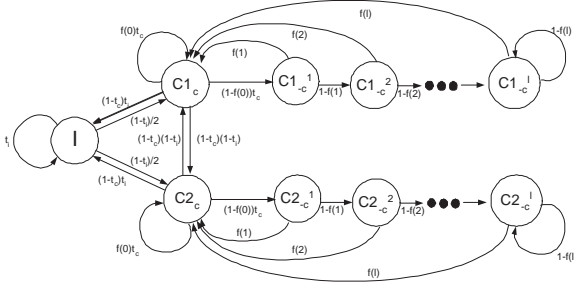 f(l)
f(0)t_c
f(1)
f(2)
1-f(l)
C1_c
(1-f(0))t_c
C1_-c^1
1-f(1)
C1_-c^2
1-f(2)
C1_-c^l
(1-t_c)t_i
(1-t_i)/2
t_i
I
(1-t_c)(1-t_i)
(1-t_c)(1-t_i)
(1-t_i)/2
(1-t_c)t_i
C2_c
(1-f(0))t_c
C2_-c^1
1-f(1)
C2_-c^2
1-f(2)
C2_-c^l
f(0)t_c
f(1)
f(2)
f(l)
1-f(l